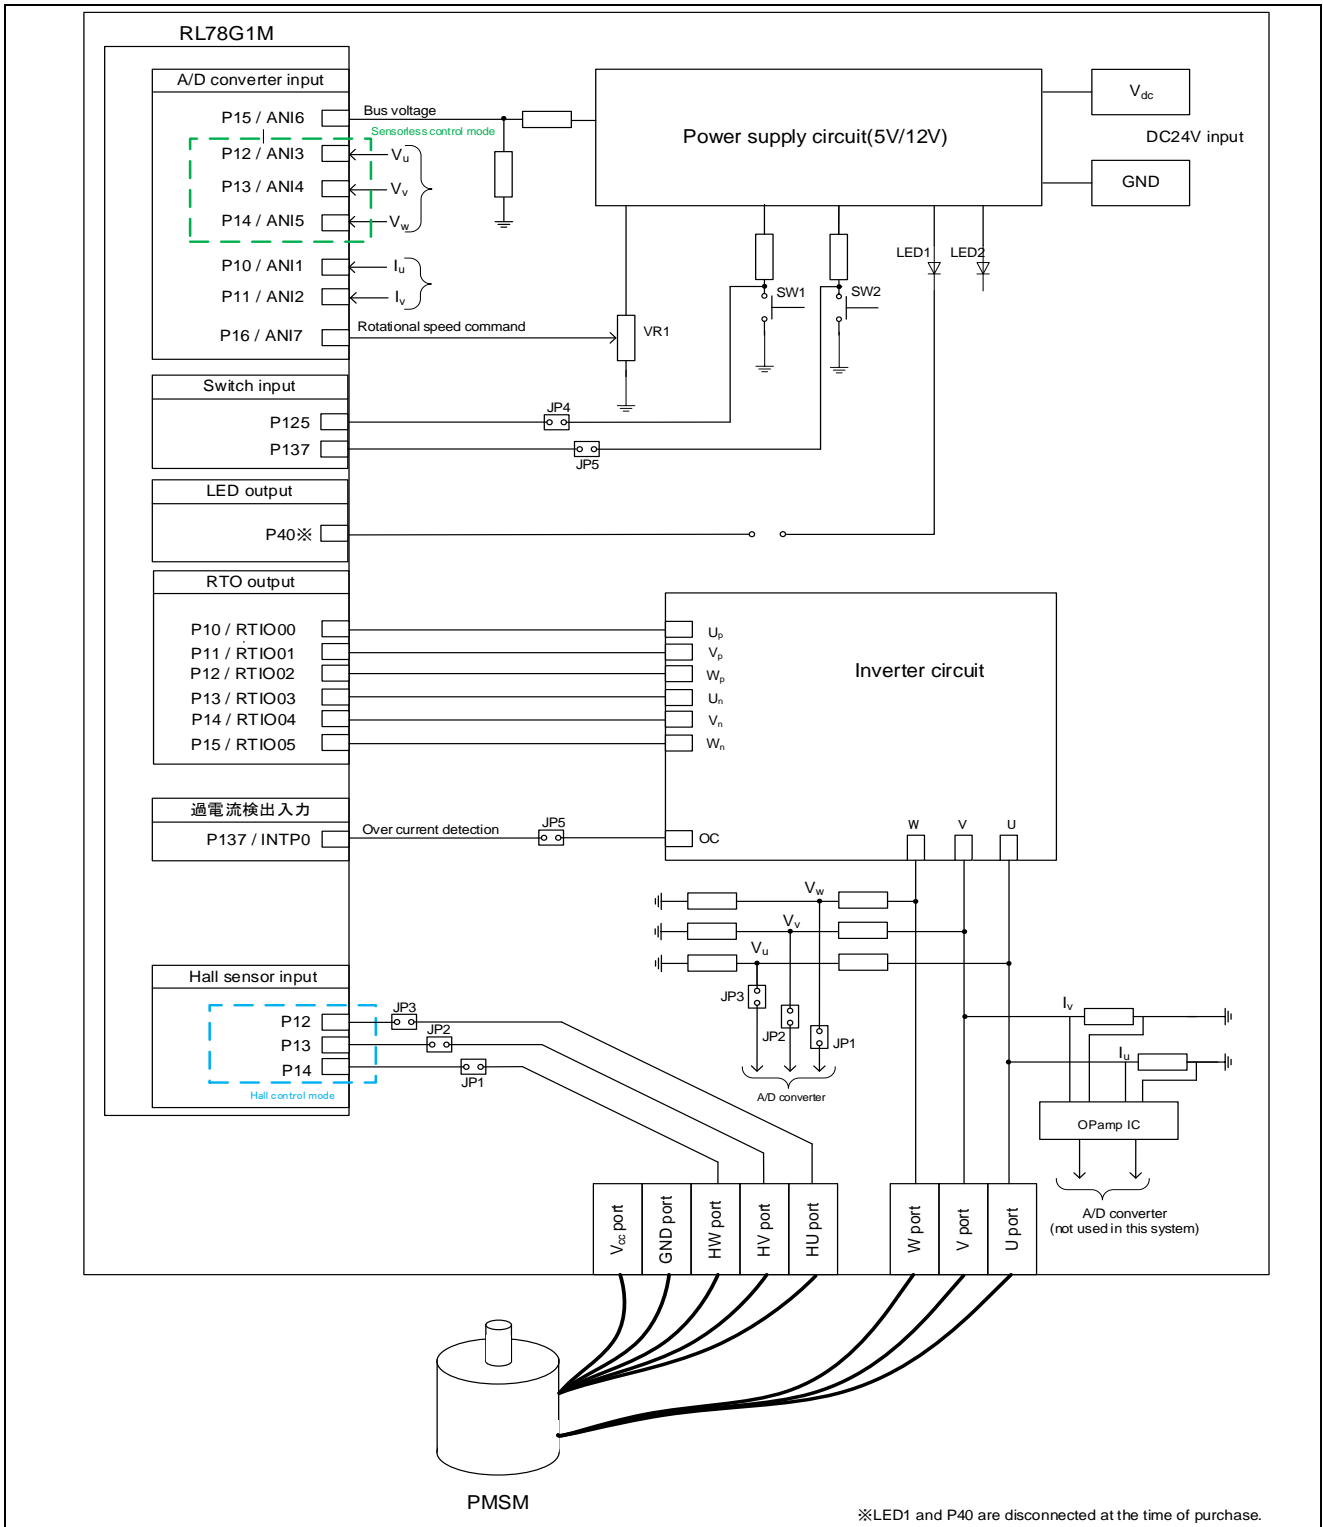 RL78G1M
A/D converter input
P15 / ANI6
Bus voltage
Sensorless control mode
P12 / ANI3
Vu
P13 / ANI4
Vv
P14 / ANI5
Vw
P10 / ANI1
Iu
P11 / ANI2
Iv
P16 / ANI7
Rotational speed command
VR1
Power supply circuit(5V/12V)
Vdc
DC24V input
GND
SW1
SW2
LED1
LED2
Switch input
P125
JP4
P137
JP5
LED output
P40※
RTO output
P10 / RTIO00
P11 / RTIO01
P12 / RTIO02
P13 / RTIO03
P14 / RTIO04
P15 / RTIO05
Up
Vp
Wp
Un
Vn
Wn
Inverter circuit
過電流検出入力
P137 / INTP0
Over current detection
JP5
OC
W
V
U
Vw
Vv
Vu
JP3
JP2
JP1
A/D converter
Iv
Iu
OPamp IC
A/D converter
(not used in this system)
Hall sensor input
P12
JP3
P13
JP2
P14
JP1
Hall control mode
Vcc port
GND port
HW port
HV port
HU port
W port
V port
U port
PMSM
※LED1 and P40 are disconnected at the time of purchase.